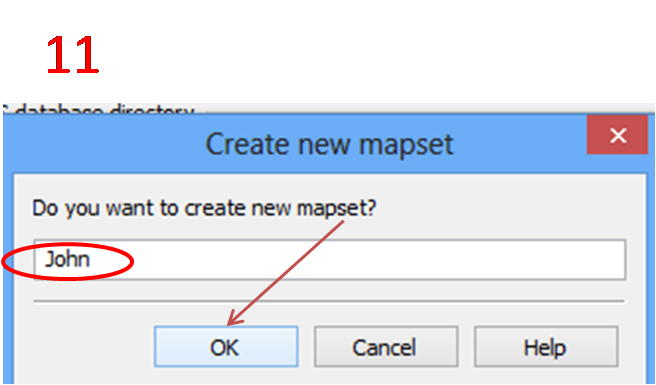 11
database directory
Create new mapset
Do you want to create new mapset?
John
OK Cancel Help